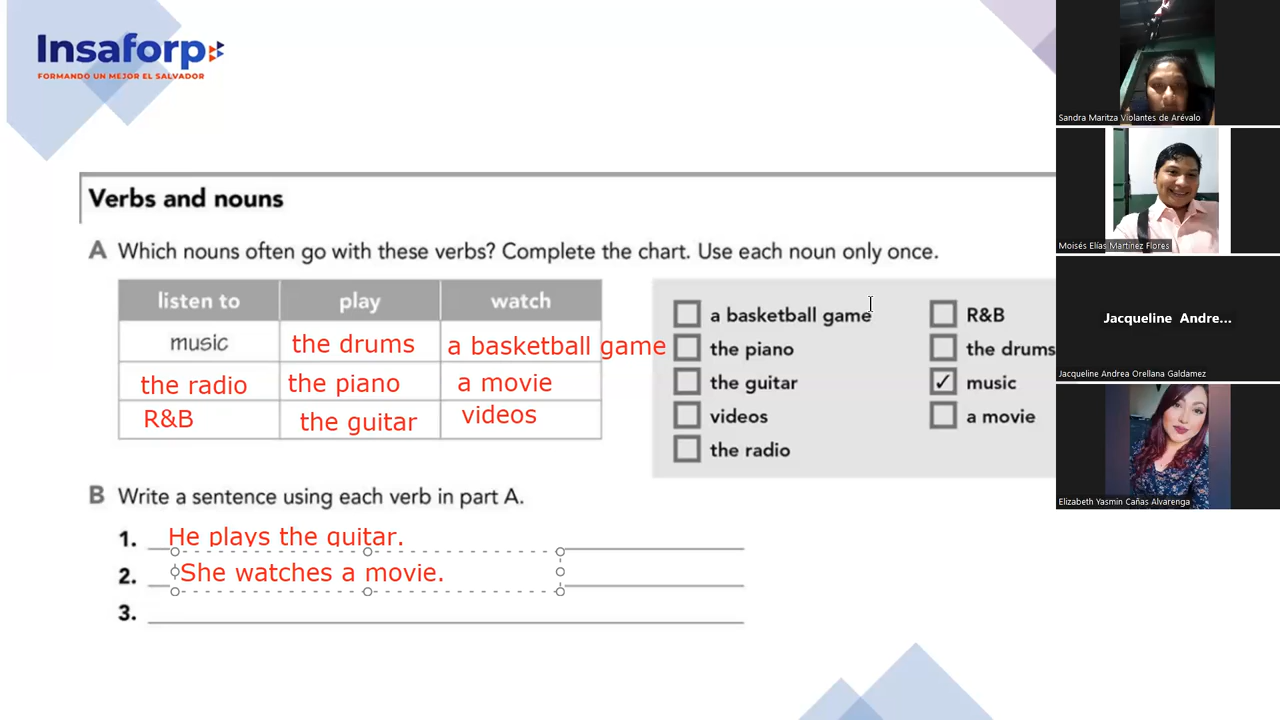 Insaforp
FORMANDO UN MEJOR EL SALVADOR
Verbs and nouns
A Which nouns often go with these verbs? Complete the chart. Use each noun only once.
listen to play watch
music the drums a basketball game
the radio the piano a movie
R&B the guitar videos
a basketball game R&B
the piano the drums
the guitar ✓ music
videos a movie
the radio
B Write a sentence using each verb in part A.
1. He plays the guitar.
2. She watches a movie.
3.
Sandra Maritza Violantes de Arévalo
Moisés Elías Martinez Flores
Jacqueline Andre...
Jacqueline Andrea Orellana Galdamez
Elizabeth Yasmin Cañas Alvarenga